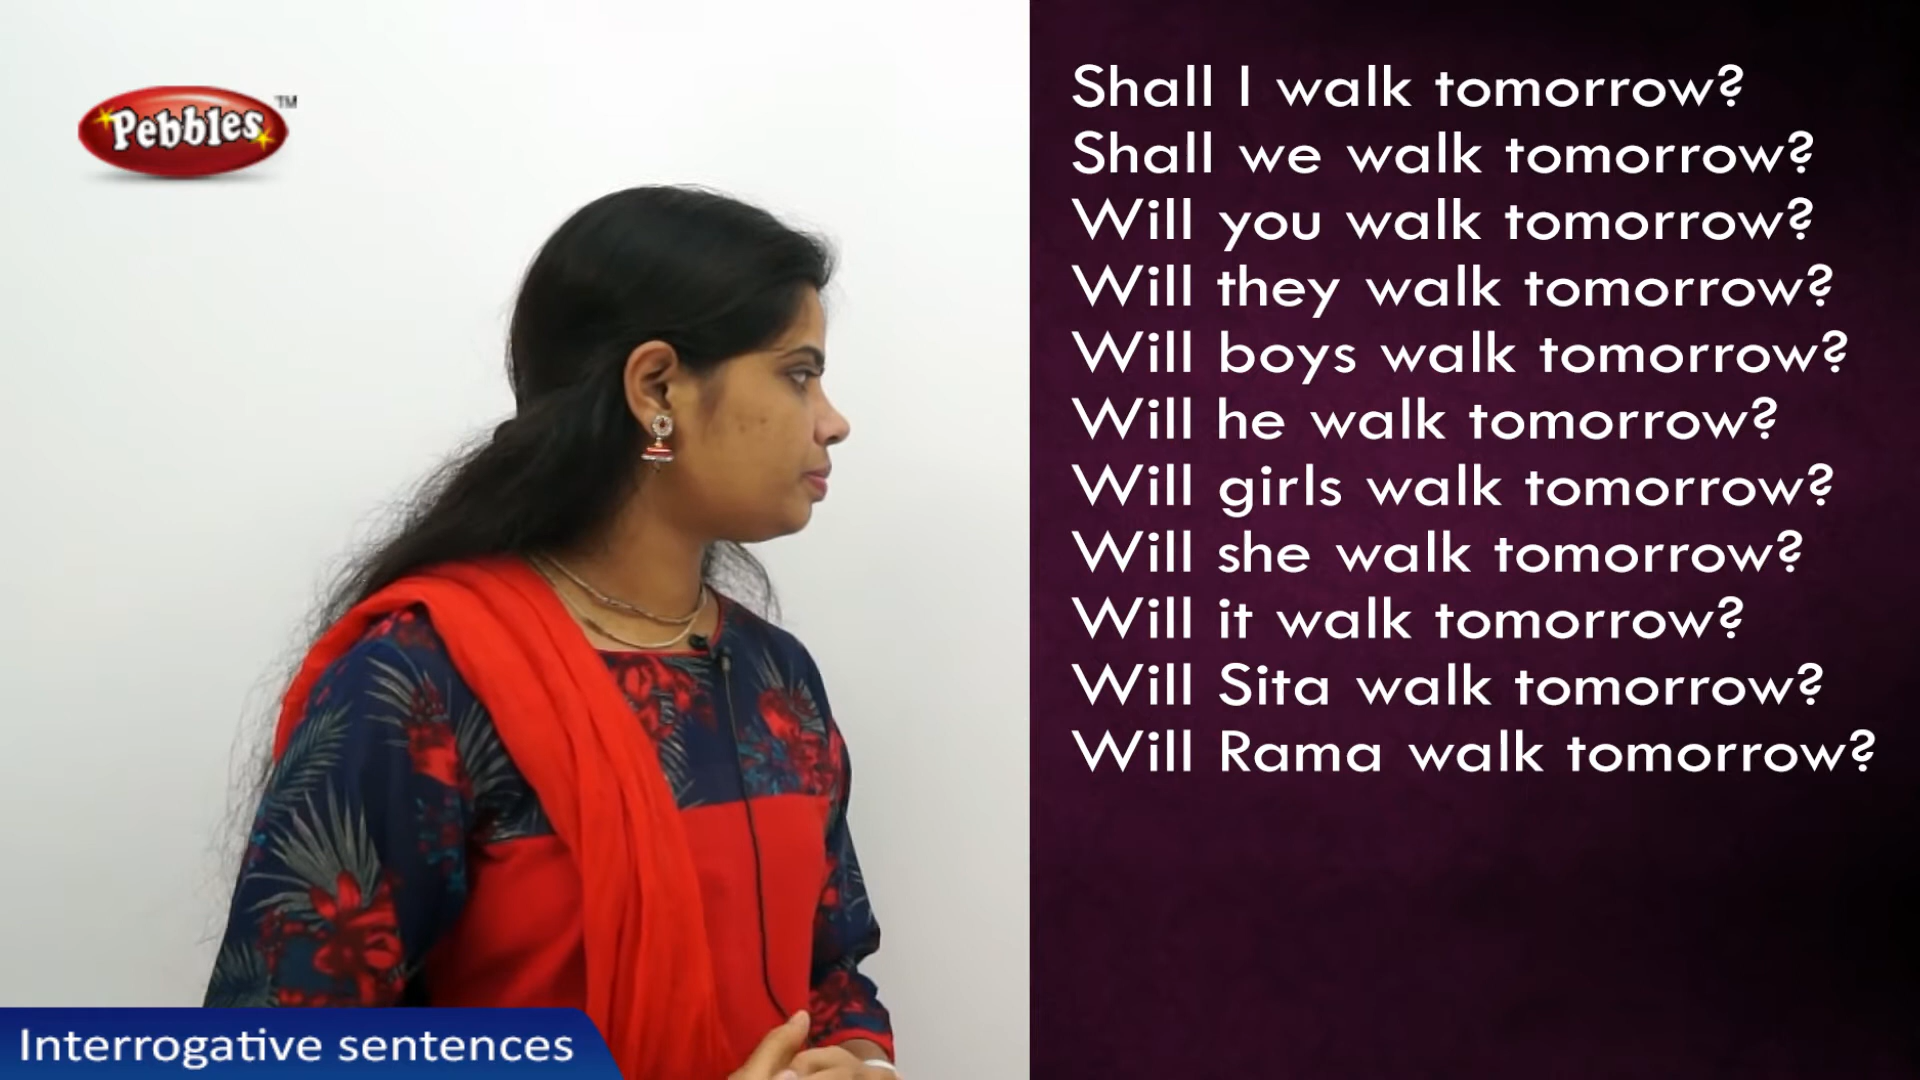 Pebbles TM
Shall I walk tomorrow?
Shall we walk tomorrow?
Will you walk tomorrow?
Will they walk tomorrow?
Will boys walk tomorrow?
Will he walk tomorrow?
Will girls walk tomorrow?
Will she walk tomorrow?
Will it walk tomorrow?
Will Sita walk tomorrow?
Will Rama walk tomorrow?
Interrogative sentences